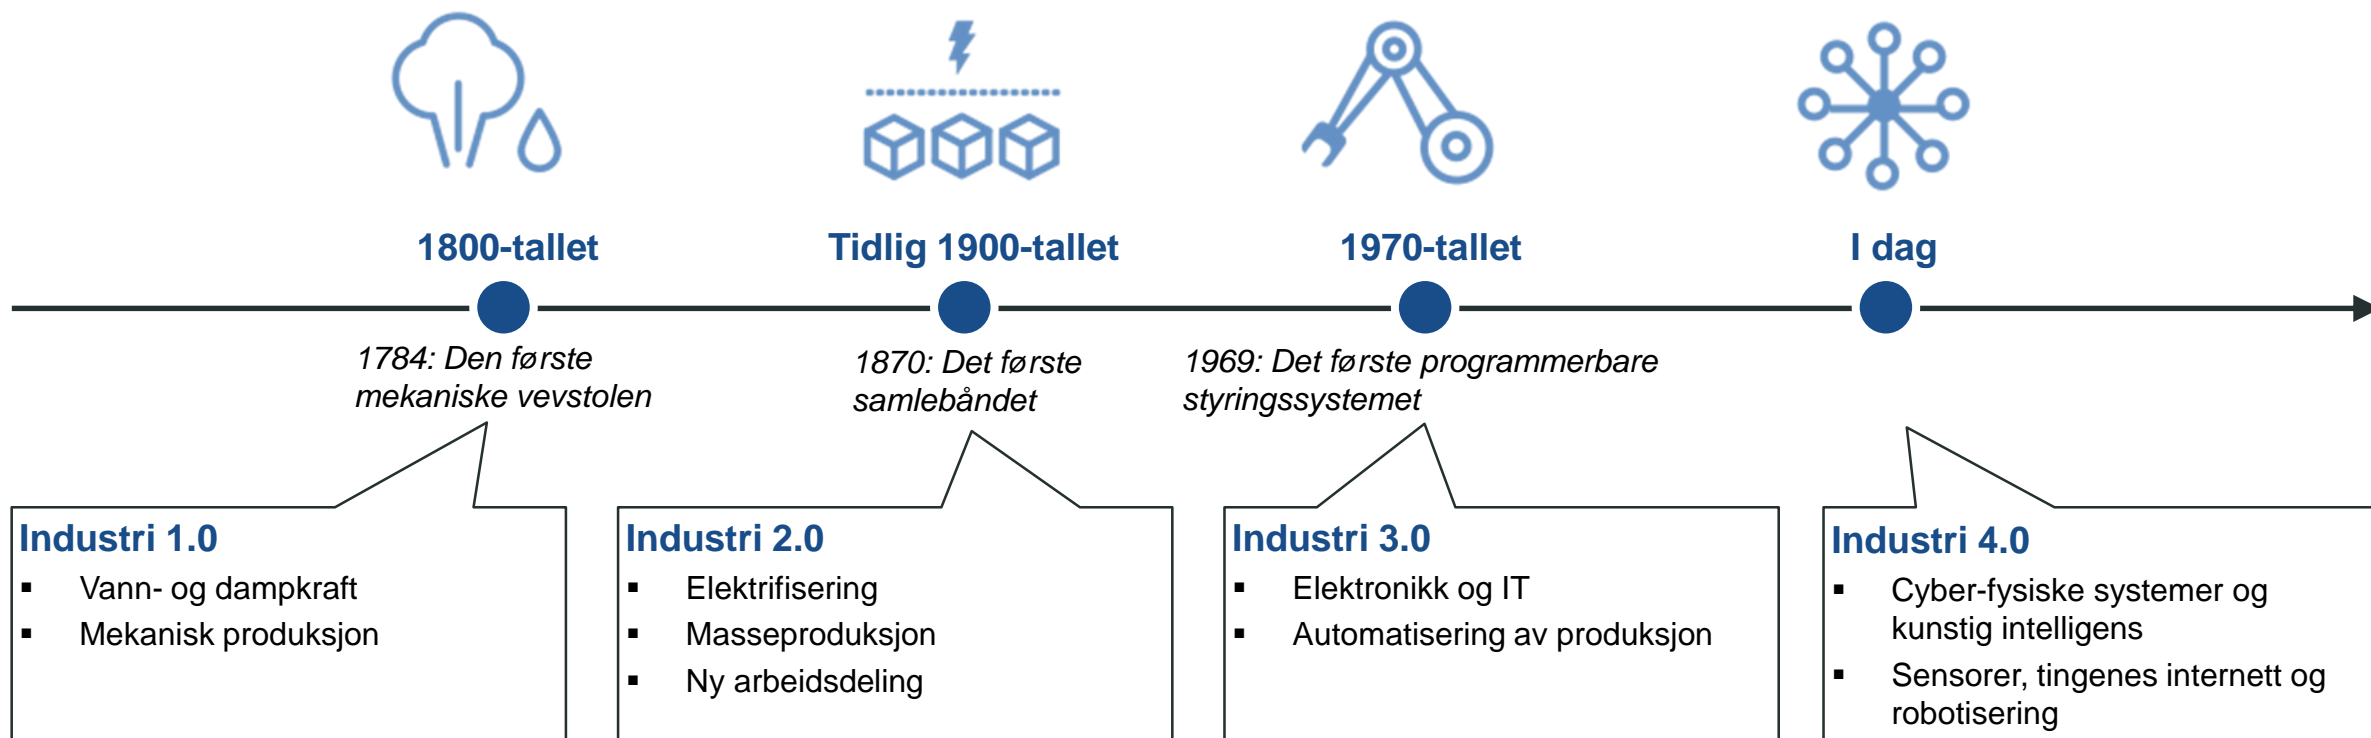 1800-tallet
Tidlig 1900-tallet
1970-tallet
I dag
1784: Den første
mekaniske vevstolen
1870: Det første
samlebåndet
1969: Det første programmerbare
styringssystemet
Industri 1.0
▪ Vann- og dampkraft
▪ Mekanisk produksjon
Industri 2.0
▪ Elektrifisering
▪ Masseproduksjon
▪ Ny arbeidsdeling
Industri 3.0
▪ Elektronikk og IT
▪ Automatisering av produksjon
Industri 4.0
▪ Cyber-fysiske systemer og
kunstig intelligens
▪ Sensorer, tingenes internett og
robotisering